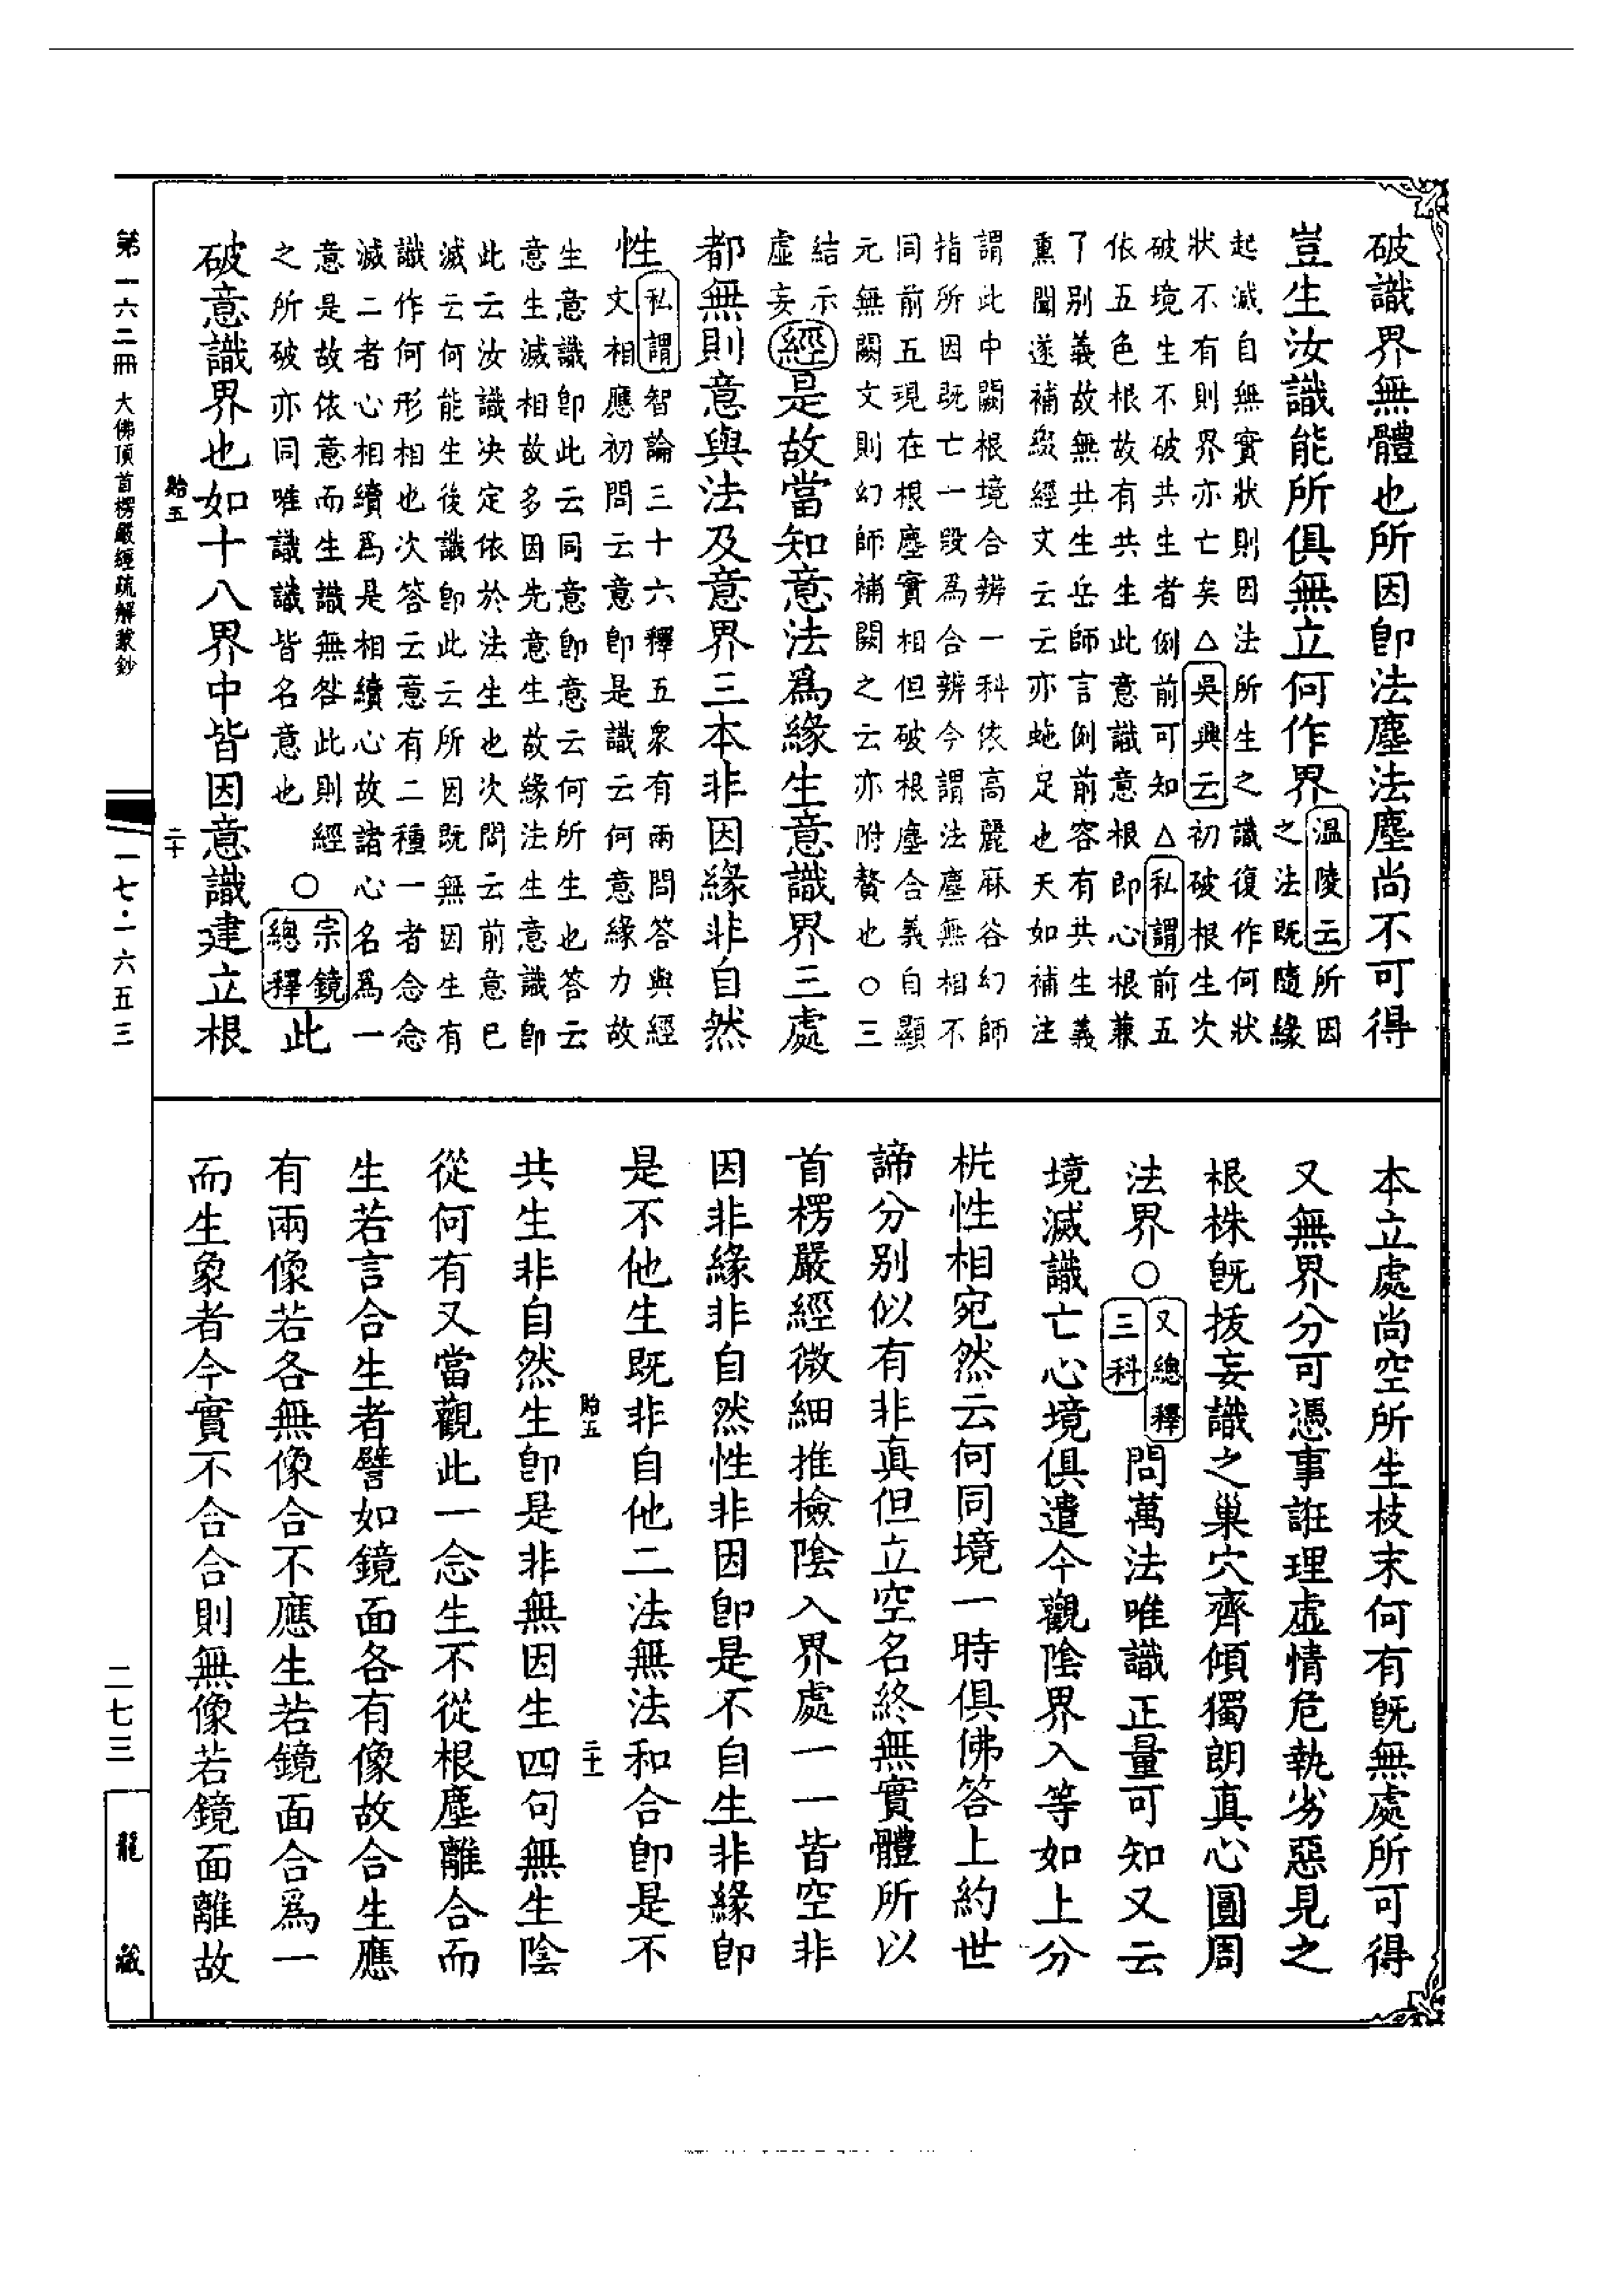 破識界無體也所因卽法塵法塵尚不可得
豈生汝識能所俱無立何作界溫陵云所因
之法旣隨緣
起滅自無實狀則因法所生之識復作何狀
狀不有則界亦亡矣△吳興云初破根生次
破境生不破共生者例前可知△私謂前五
依五色根故有共生此意識意根卽心根兼
了別義故無共生岳師言例前容有共生義
熏聞遂補綴經文云云亦虵足也天如補注
謂此中闕根境合辨一科依高麗庥谷幻師
指所因既亡一毀爲合辨今謂法塵無相不
同前五現在根塵實相但破根塵合義自顯
元無闕文則幻師補闕之云亦附贅也○三
結示
虛妄經是故當知意法爲緣生意識界三處
都無則意與法及意界三本非因緣非自然
性私謂智論三十六釋五衆有兩問答與經
文相應初問云意卽是識云何意緣力故
生意識卽此云同意卽意云何所生也答云
意生滅相故多因先意生故緣法生意識卽
此云汝識決定依於法生也次問云前意已
滅云何能生後識卽此云所因既無因生有
識作何形相也次答云意有二種一者念念
滅二者心相續爲是相續心故諸心名爲一
意是故依意而生識無咎此則經
之所破亦同唯識識皆名意也○宗鏡總釋此
破意識界也如十八界中皆因意識建立根
本立處尚空所生枝末何有旣無處所可得
又無界分可憑事誑理虛情危執劣惡見之
根株旣拔妄識之巢穴齊傾獨朗真心圓周
法界○又總釋三科問萬法唯識正量可知又云
境滅識亡心境俱遣今觀陰界入等如上分
析性相宛然云何同境一時俱佛答上約世
諦分別似有非真但立空名終無實體所以
首楞嚴經微細推檢陰入界處一一皆空非
因非緣非自然性非因卽是不自生非緣卽
是不他生既非自他二法無法和合卽是不
共生非自然生卽是非無因生四句無生陰
從何有又當觀此一念生不從根塵離合而
生若言合生者譬如鏡面各有像故合生應
有兩像若各無像合不應生若鏡面合爲一
而生象者今實不合合則無像若鏡面離故
第一六二冊 大佛頂首楞嚴經疏解蒙鈔
一七·一六五三
二七三
龍藏
貽五
二十
貽五
二十一